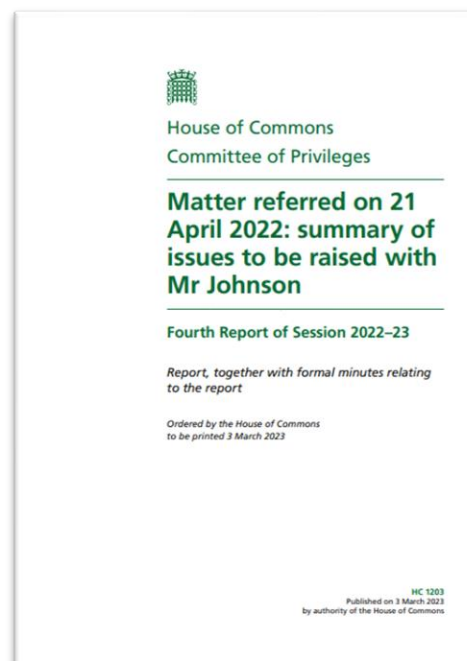 House of Commons
Committee of Privileges
Matter referred on 21
April 2022: summary of
issues to be raised with
Mr Johnson
Fourth Report of Session 2022–23
Report, together with formal minutes relating
to the report
Ordered by the House of Commons
to be printed 3 March 2023
HC 1203
Published on 3 March 2023
by authority of the House of Commons